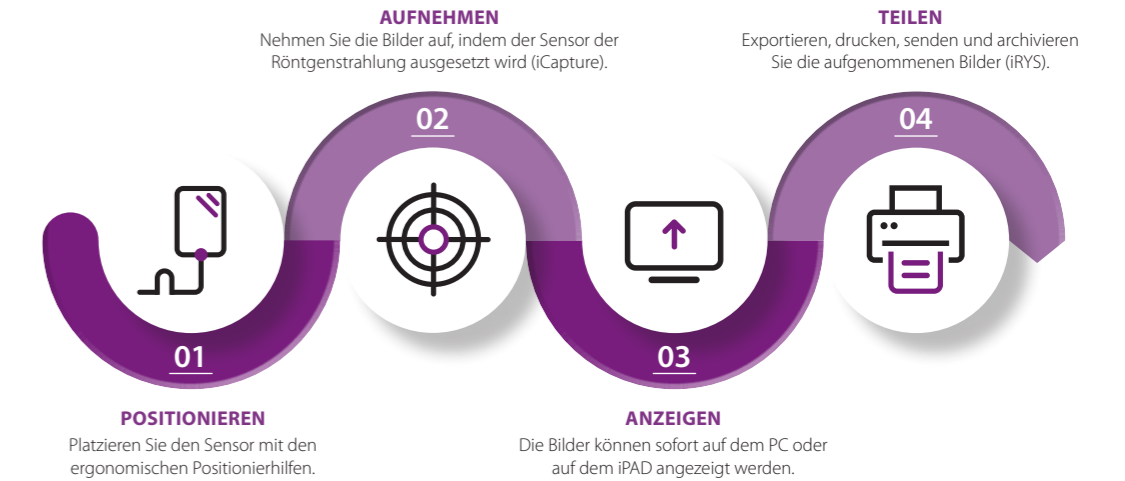 AUFNEHMEN
Nehmen Sie die Bilder auf, indem der Sensor der
Röntgenstrahlung ausgesetzt wird (iCapture).
TEILEN
Exportieren, drucken, senden und archivieren
Sie die aufgenommenen Bilder (iRYS).
02
04
01
03
POSITIONIEREN
Platzieren Sie den Sensor mit den
ergonomischen Positionierhilfen.
ANZEIGEN
Die Bilder können sofort auf dem PC oder
auf dem iPAD angezeigt werden.